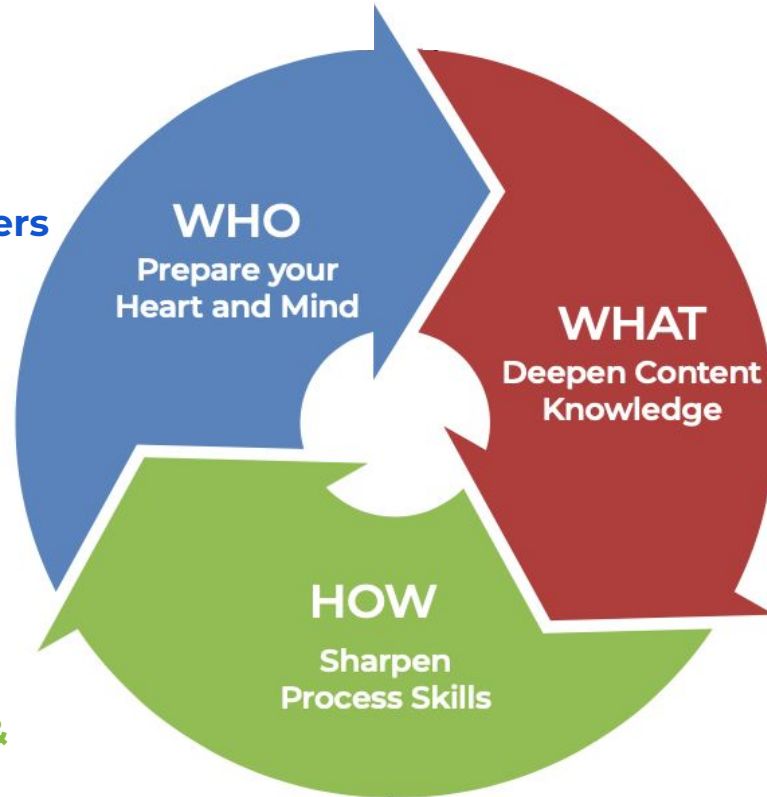 ers
WHO
Prepare your
Heart and Mind
WHAT
Deepen Content
Knowledge
HOW
Sharpen
Process Skills
&